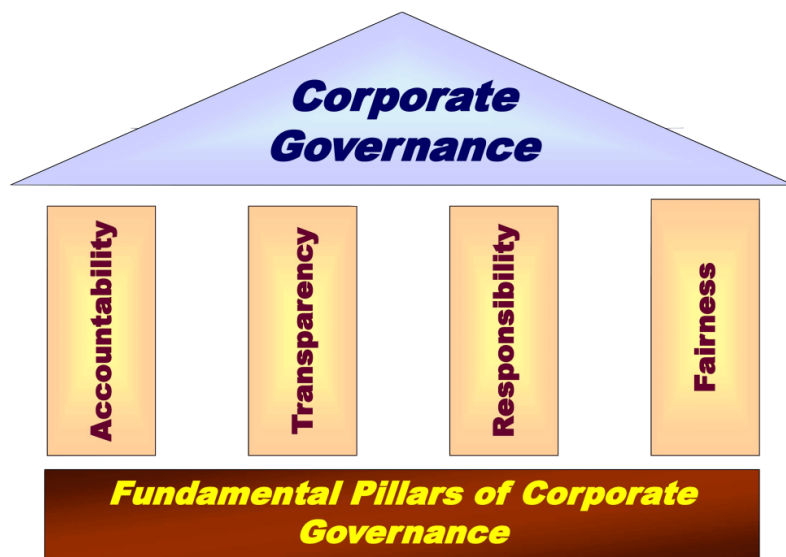 Corporate
Governance
Accountability
Transparency
Responsibility
Fairness
Fundamental Pillars of Corporate
Governance